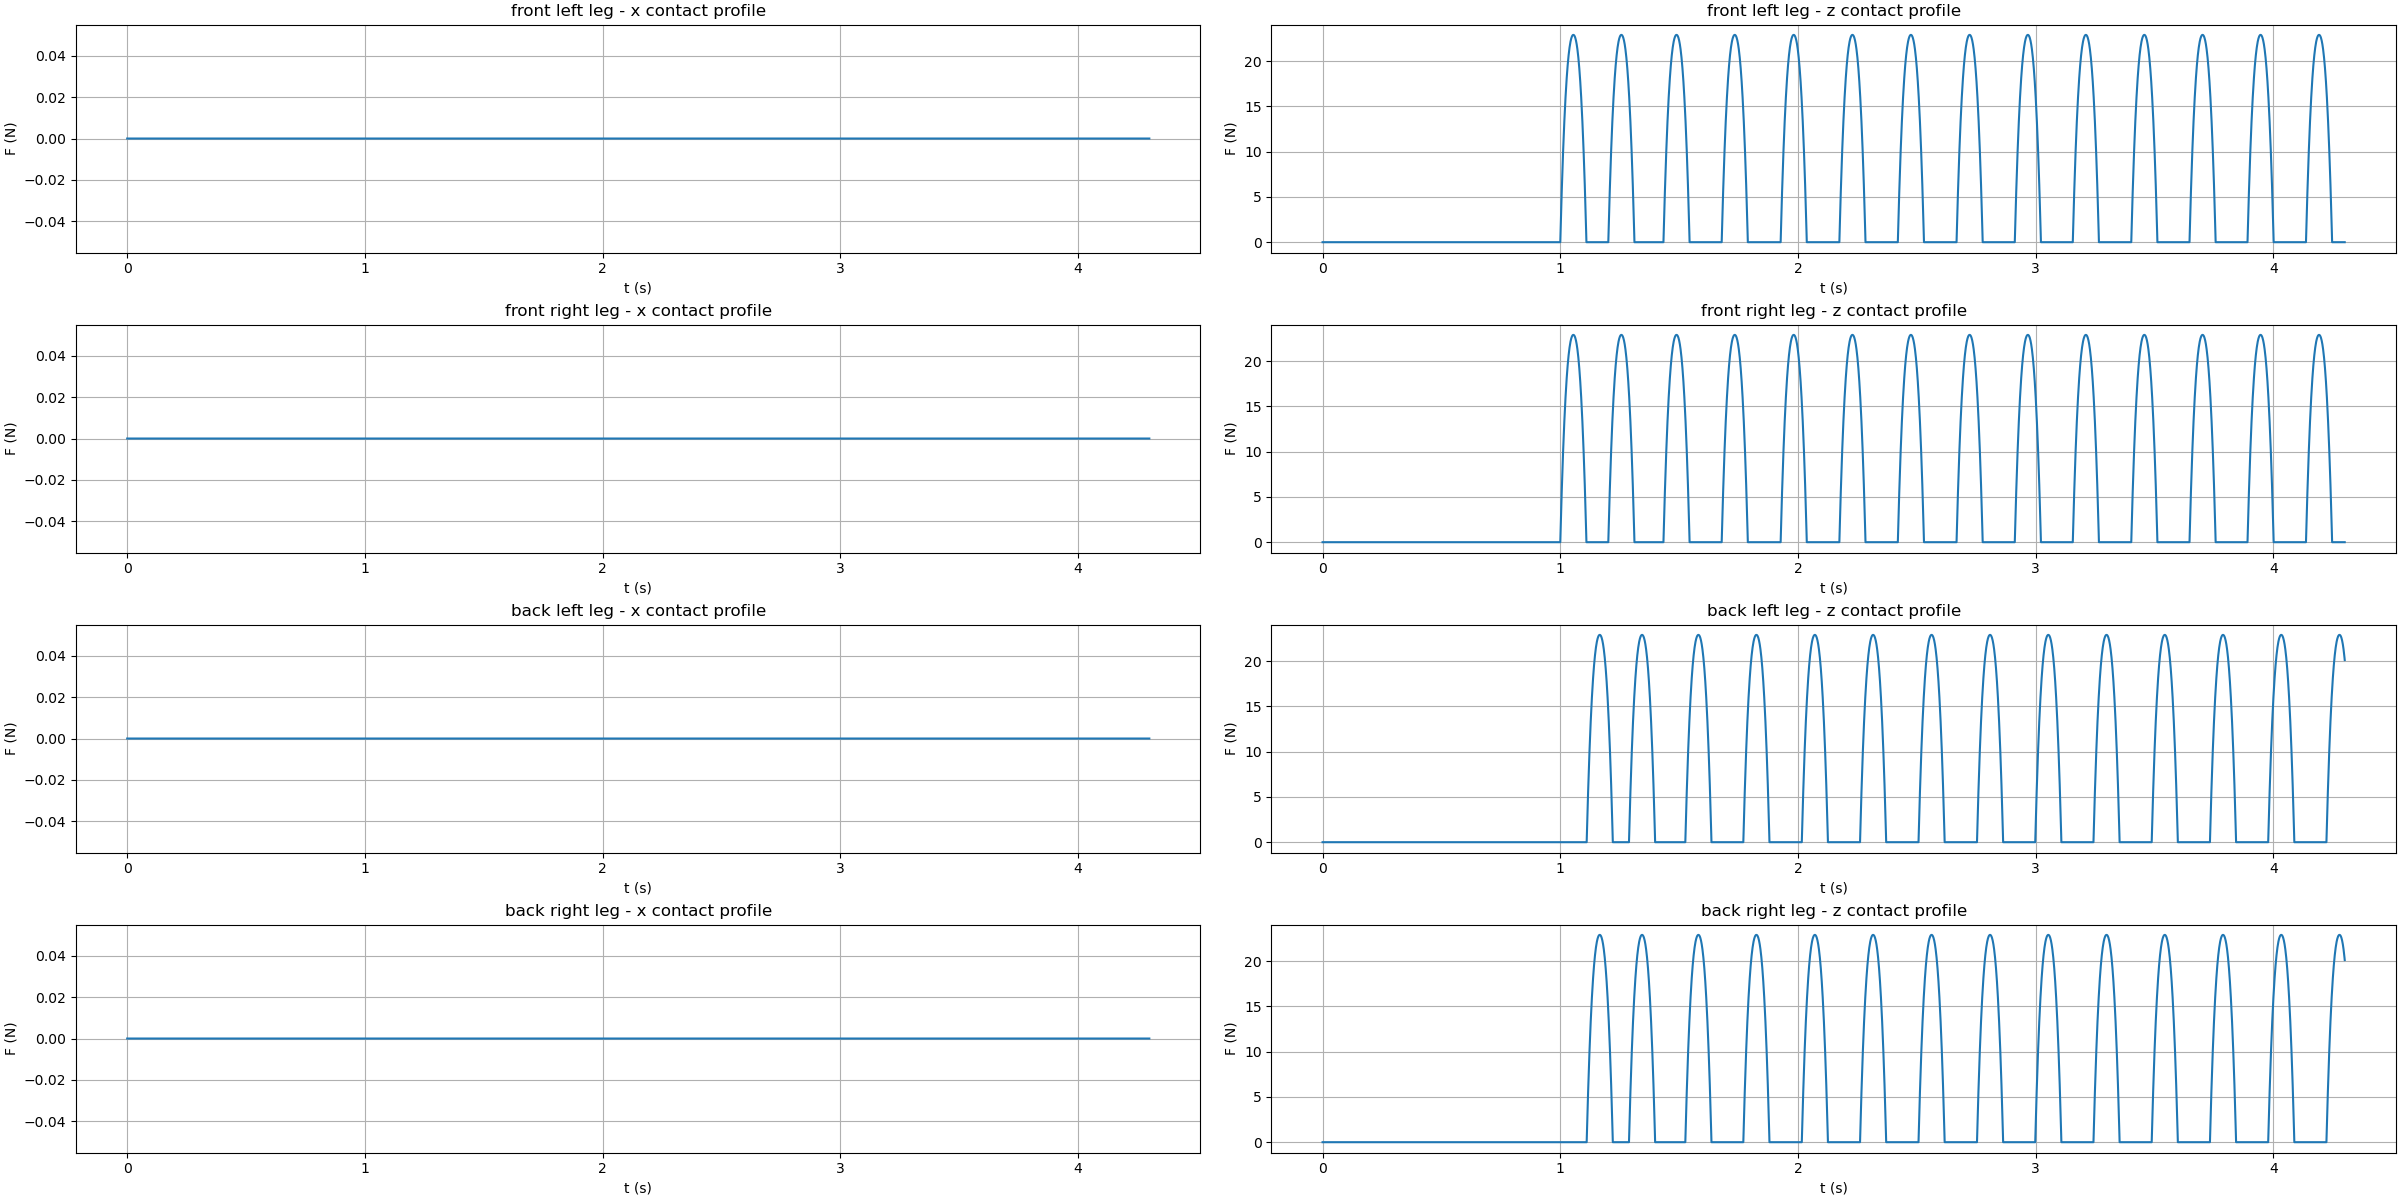 front left leg - x contact profile
F (N)
0.04
0.02
0.00
−0.02
−0.04
0 1 2 3 4
t (s)
front left leg - z contact profile
F (N)
20
15
10
5
0
0 1 2 3 4
t (s)
front right leg - x contact profile
F (N)
0.04
0.02
0.00
−0.02
−0.04
0 1 2 3 4
t (s)
front right leg - z contact profile
F (N)
20
15
10
5
0
0 1 2 3 4
t (s)
back left leg - x contact profile
F (N)
0.04
0.02
0.00
−0.02
−0.04
0 1 2 3 4
t (s)
back left leg - z contact profile
F (N)
20
15
10
5
0
0 1 2 3 4
t (s)
back right leg - x contact profile
F (N)
0.04
0.02
0.00
−0.02
−0.04
0 1 2 3 4
t (s)
back right leg - z contact profile
F (N)
20
15
10
5
0
0 1 2 3 4
t (s)